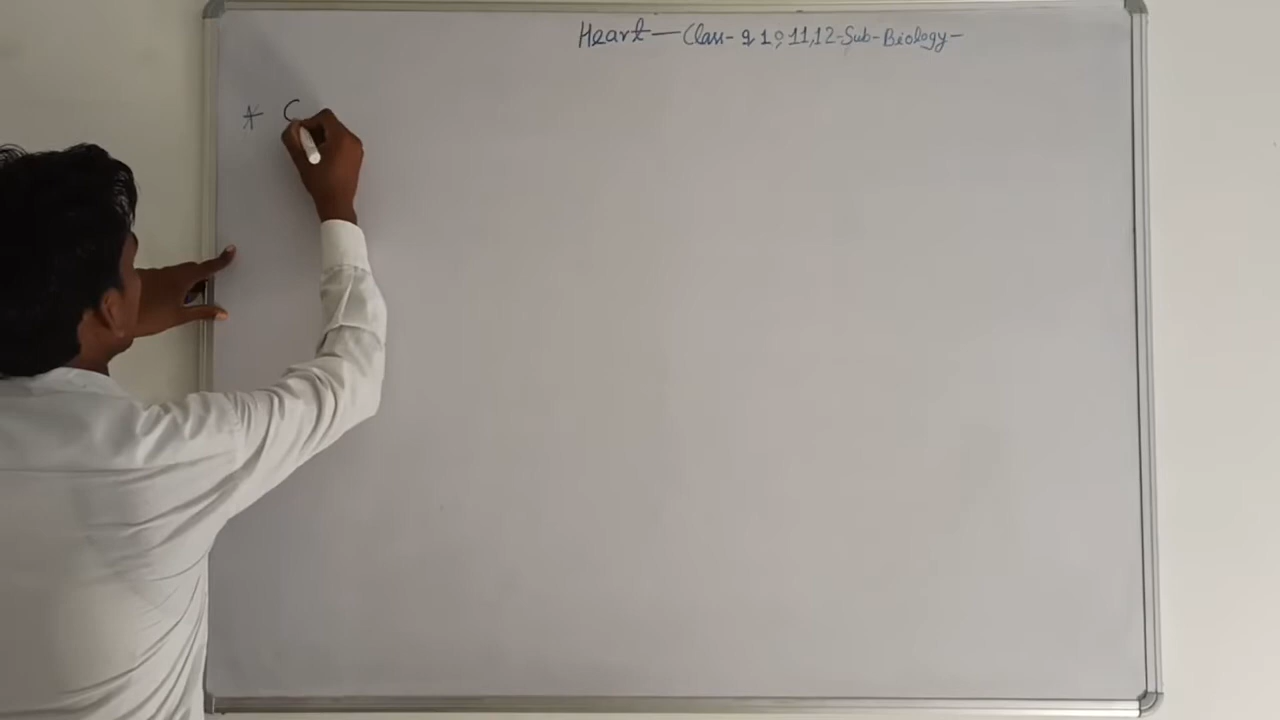 Heart — Class- 9 10, 11, 12 - Sub - Biology -
* C